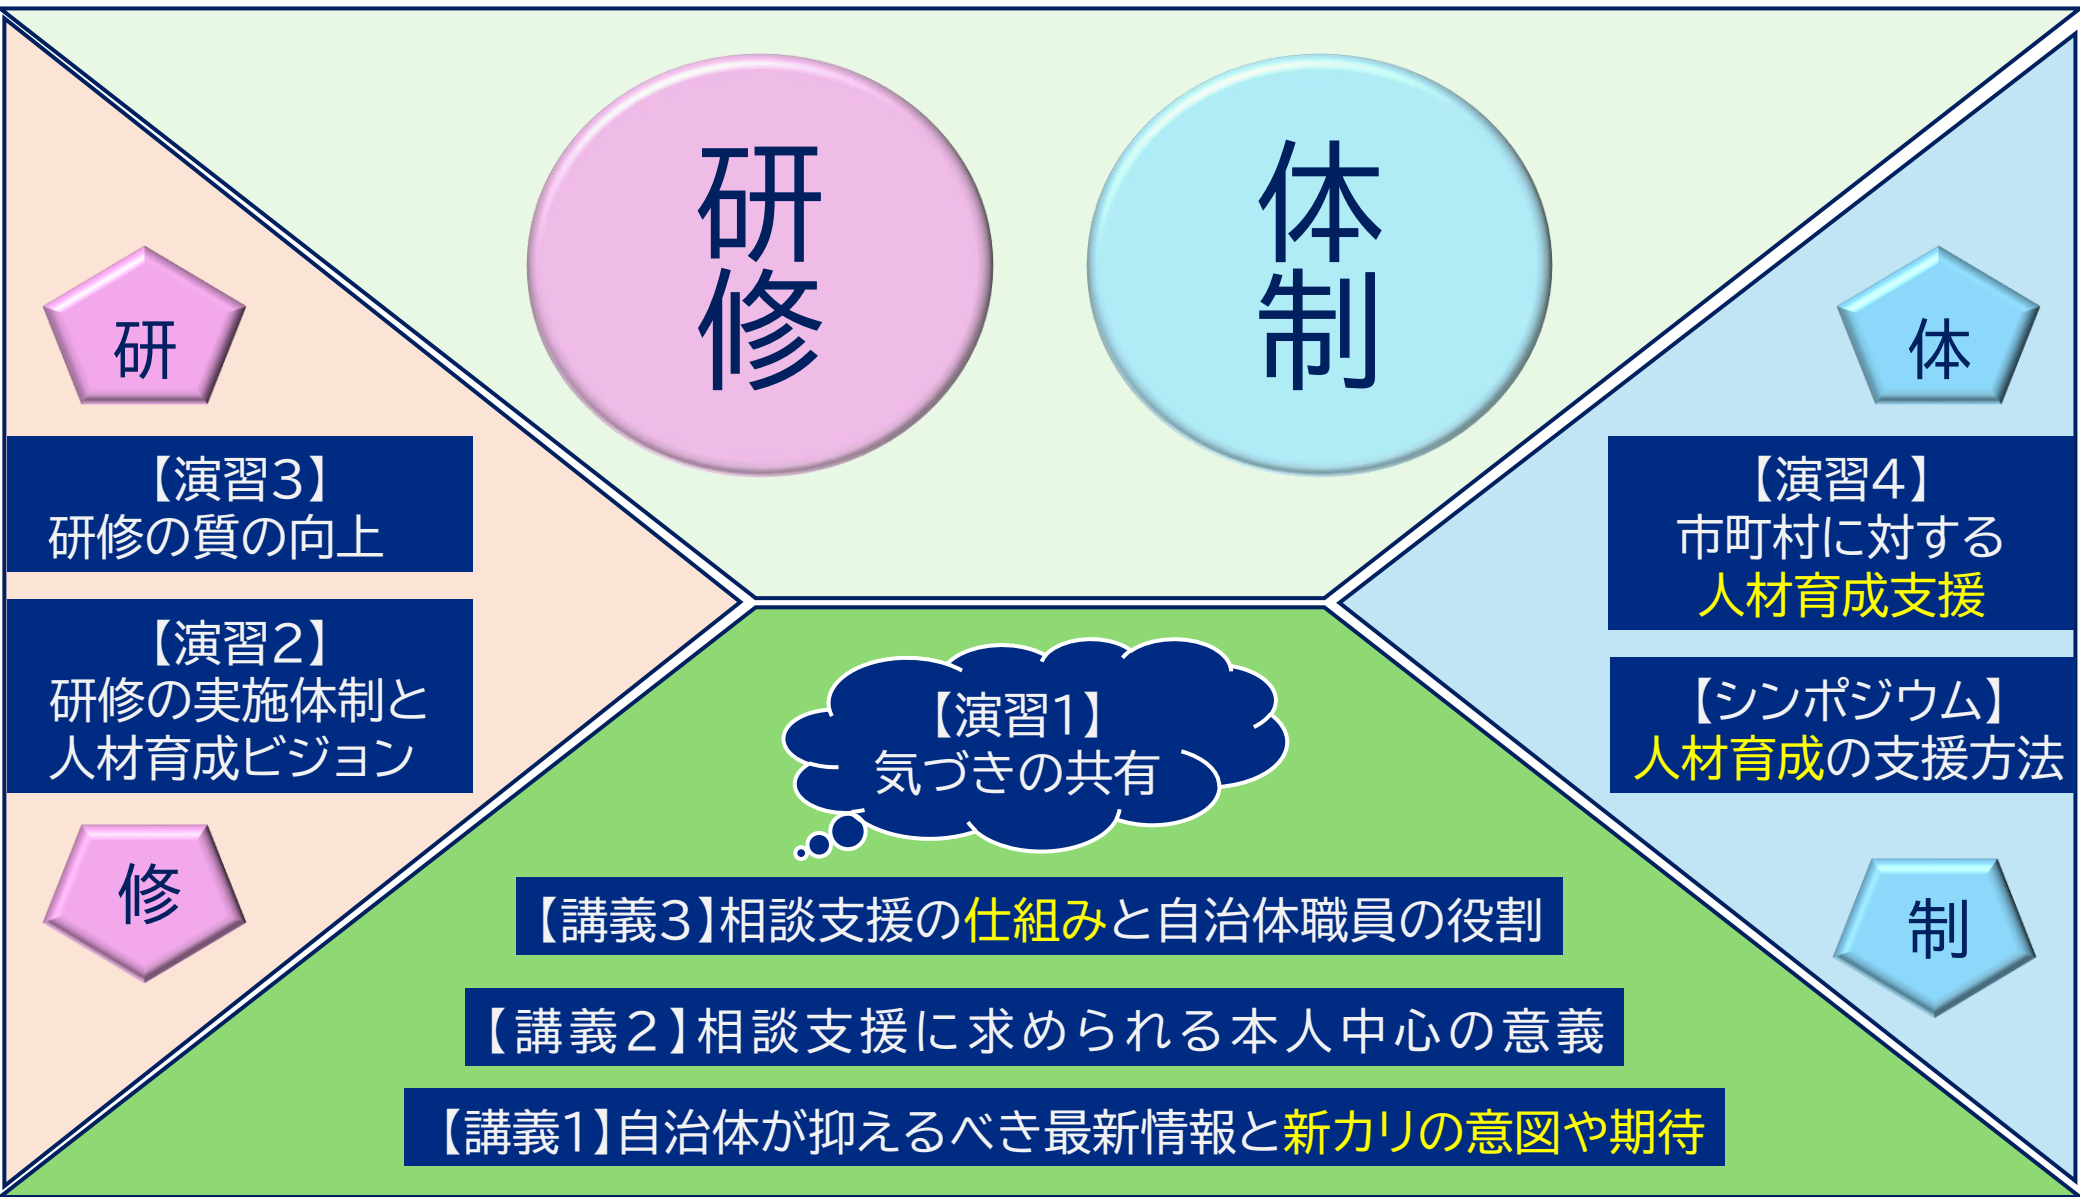 研
修
体
制
研
【演習3】
研修の質の向上
【演習2】
研修の実施体制と
人材育成ビジョン
修
体
【演習4】
市町村に対する
人材育成支援
【シンポジウム】
人材育成の支援方法
制
【演習1】
気づきの共有
【講義3】相談支援の仕組みと自治体職員の役割
【講義2】相談支援に求められる本人中心の意義
【講義1】自治体が抑えるべき最新情報と新カリの意図や期待